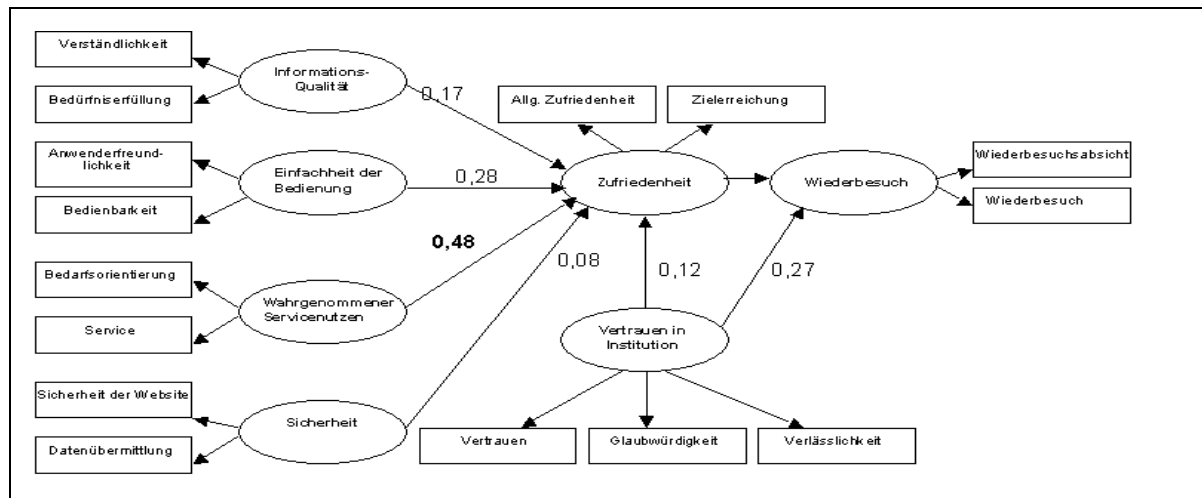 Verständlichkeit
Bedürfniserfüllung
Informations-
Qualität
0,17
Allg. Zufriedenheit
Zielerreichung
Anwenderfreund-
lichkeit
Bedienbarkeit
Einfachheit der
Bedienung
0,28
Zufriedenheit
Wiederbesuch
Wiederbesuchsabsicht
Wiederbesuch
Bedarfsorientierung
Service
Wahrgenommener
Servicenutzen
0,48
0,08
0,12
0,27
Vertrauen in
Institution
Sicherheit der Website
Datenübermittlung
Sicherheit
Vertrauen
Glaubwürdigkeit
Verlässlichkeit